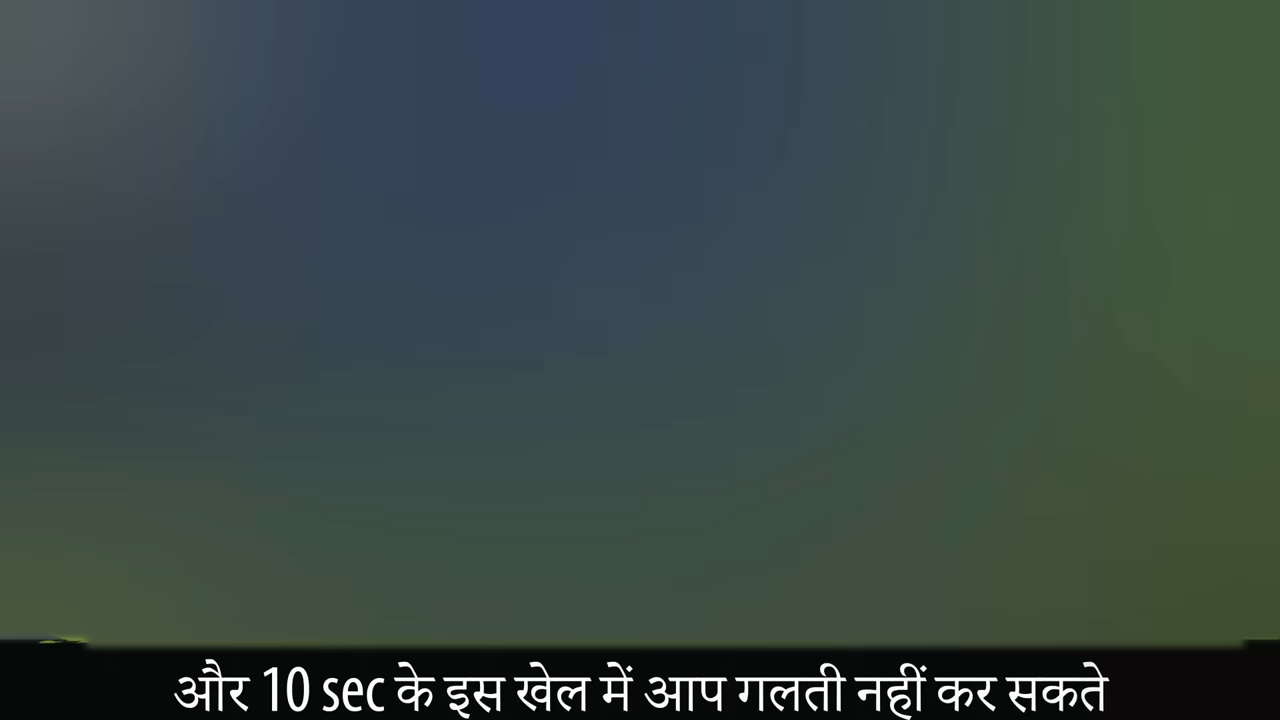 और 10 sec के इस खेल में आप गलती नहीं कर सकते